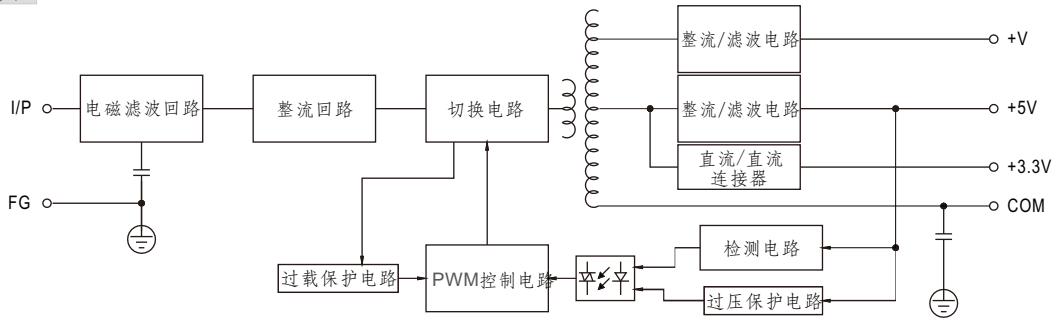 整流/滤波电路
+V
I/P
电磁滤波回路
整流回路
切换电路
整流/滤波电路
+5V
直流/直流
连接器
+3.3V
FG
COM
检测电路
过载保护电路
PWM控制电路
过压保护电路